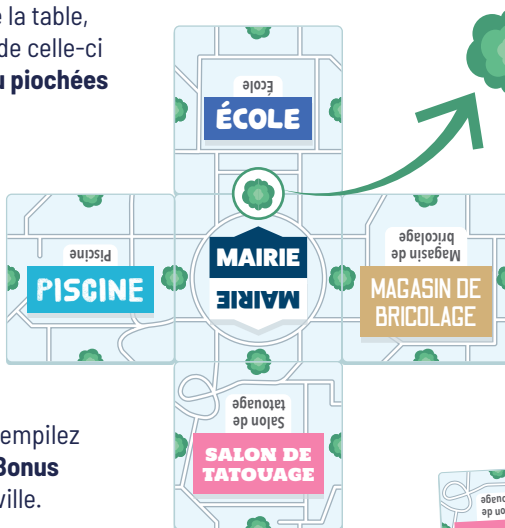 la table,
de celle-ci
piochées
École
ÉCOLE
MAIRIE
MAIRIE
Piscine
PISCINE
Magasin de
bricolage
MAGASIN DE
BRICOLAGE
Salon de
tatouage
SALON DE
TATOUAGE
empilez
Bonus
ville.